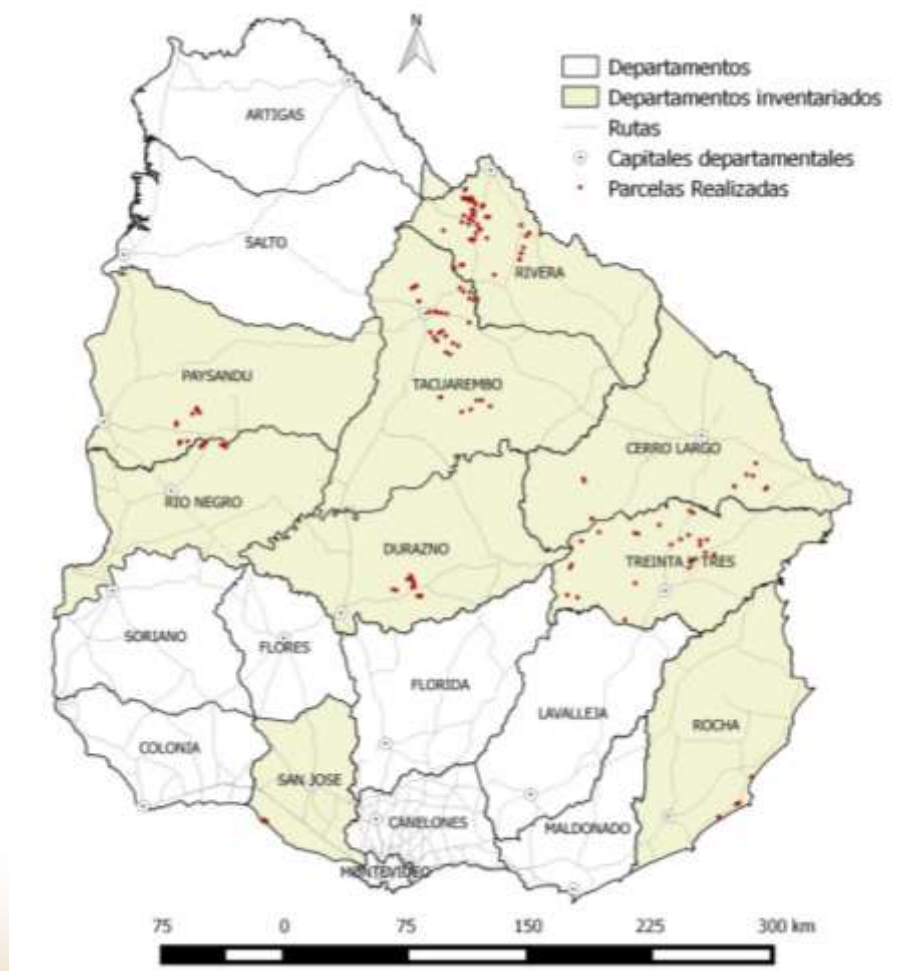 N
Departamentos
Departamentos inventariados
Rutas
Capitales departamentales
Parcelas Realizadas
ARTIGAS
SALTO
RIVERA
PAYSANDU
TACUAREMBO
CERRO LARGO
RIO NEGRO
DURAZNO
TREINTA Y TRES
SORIANO
FLORES
FLORIDA
LAVALLEJA
ROCHA
COLONIA
SAN JOSE
CANELONES
MALDONADO
MONTEVIDEO
75 0 75 150 225 300 km